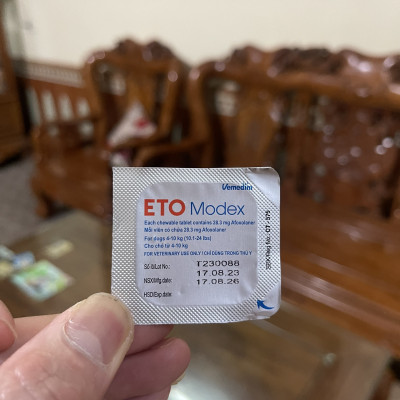 Vemedim
ETO Modex
Each chewable tablet contains 28.3 mg Afoxolaner
Mỗi viên có chứa 28.3 mg Afoxolaner
For dogs 4-10 kg (10.1-24 lbs)
Cho chó từ 4-10 kg
FOR VETERINARY USE ONLY / CHỈ DÙNG TRONG THÚ Y
Số lô/Lot No.: T230088
NSX/Mfg date: 17.08.23
HSD/Exp date: 17.08.26